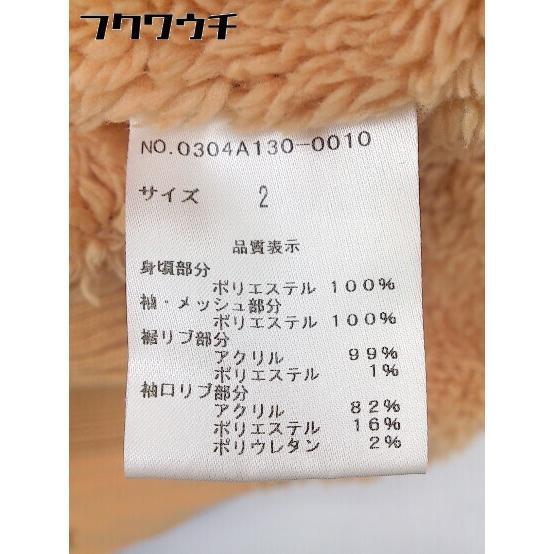 フクワウチ
NO.0304A130-0010
サイズ 2
品質表示
身頃部分
ポリエステル 100%
袖・メッシュ部分
ポリエステル 100%
裾リブ部分
アクリル 99%
ポリエステル 1%
袖口リブ部分
アクリル 82%
ポリエステル 16%
ポリウレタン 2%